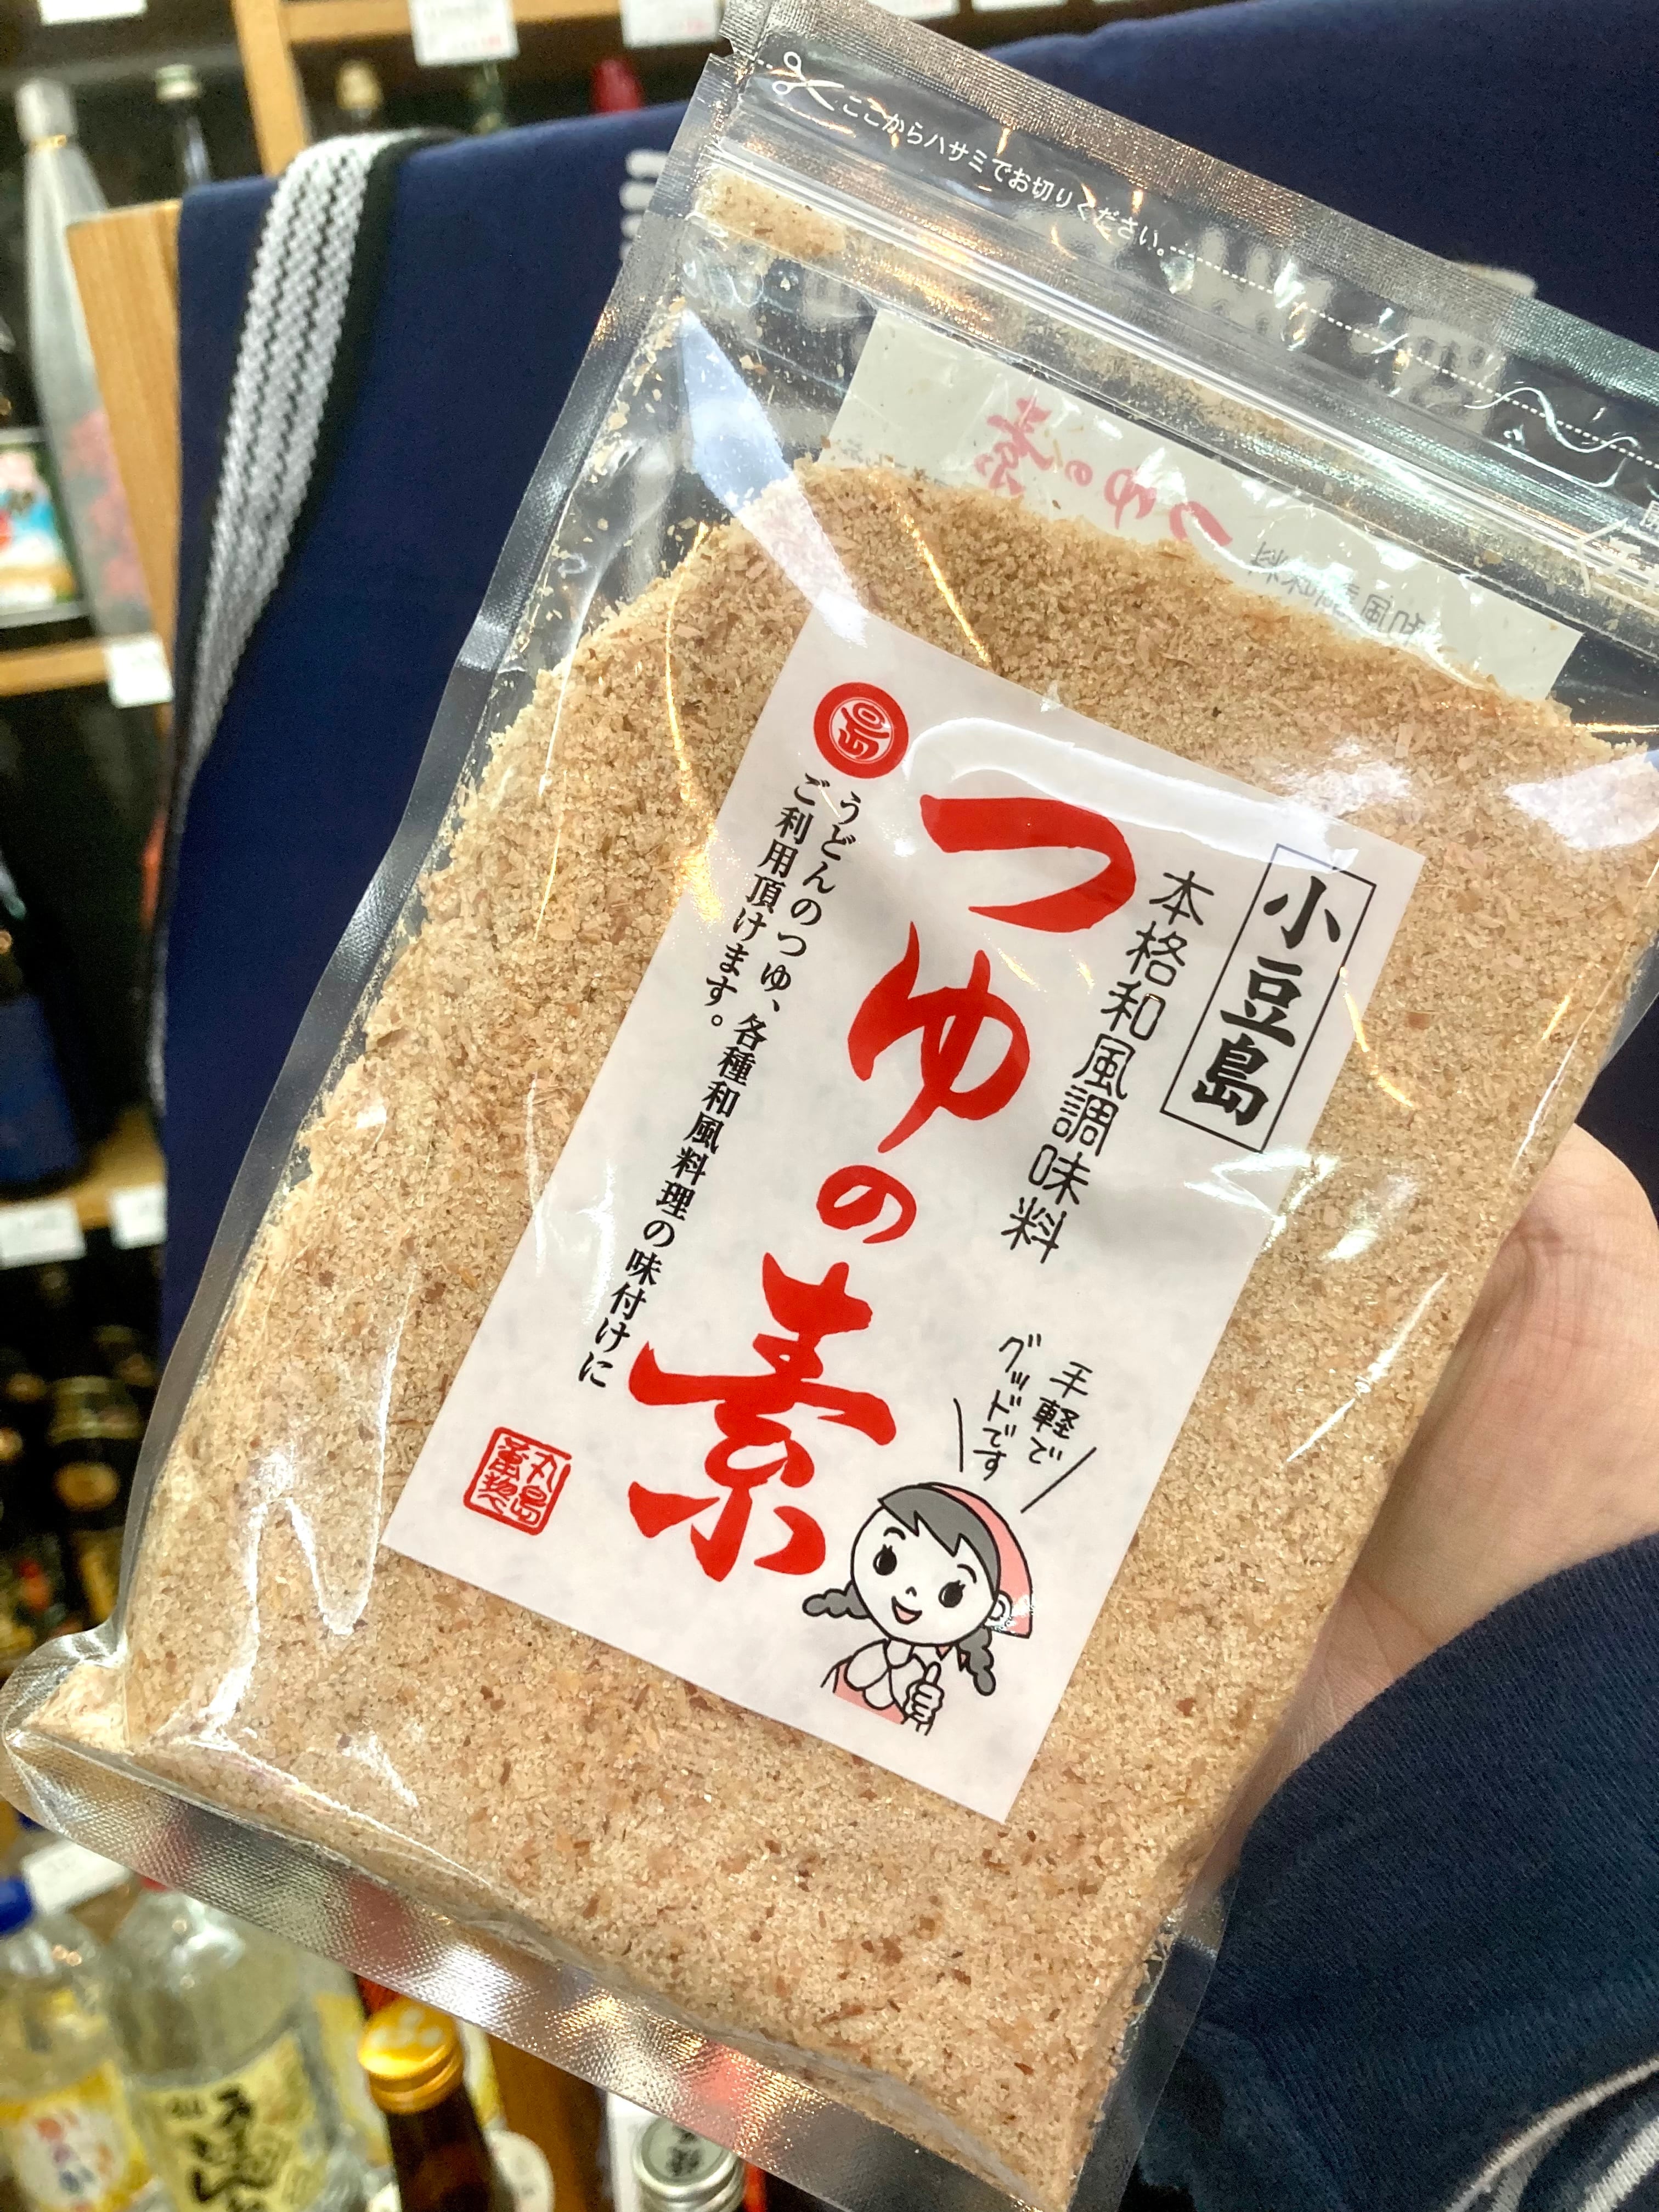 ここからハサミでお切りください。
小豆島
本格和風調味料
つゆの素
うどんのつゆ、各種和風料理の味付けに
ご利用頂けます。
手軽で
グッドです
丸島